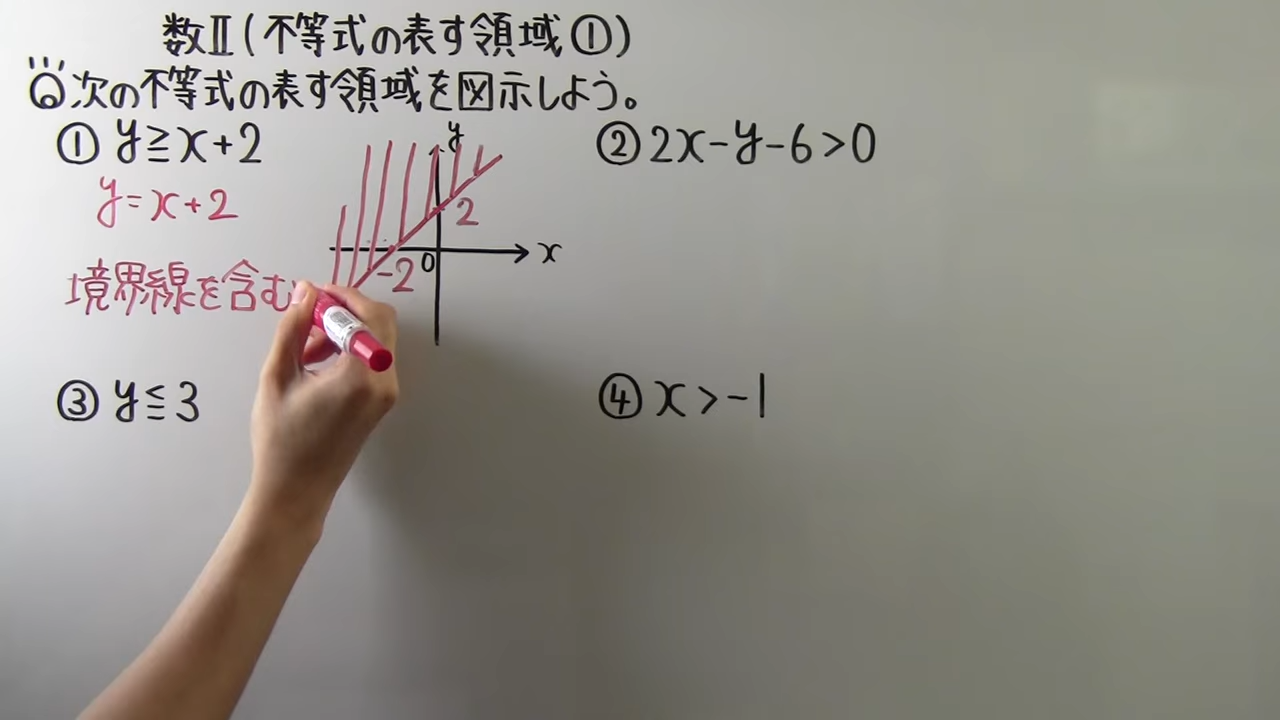 数Ⅱ(不等式の表す領域①)
Q次の不等式の表す領域を図示しよう。
① y≧x+2
y=x+2
境界線を含む
y
2
x
0
-2
② 2x-y-6>0
③ y≦3
④ x>-1